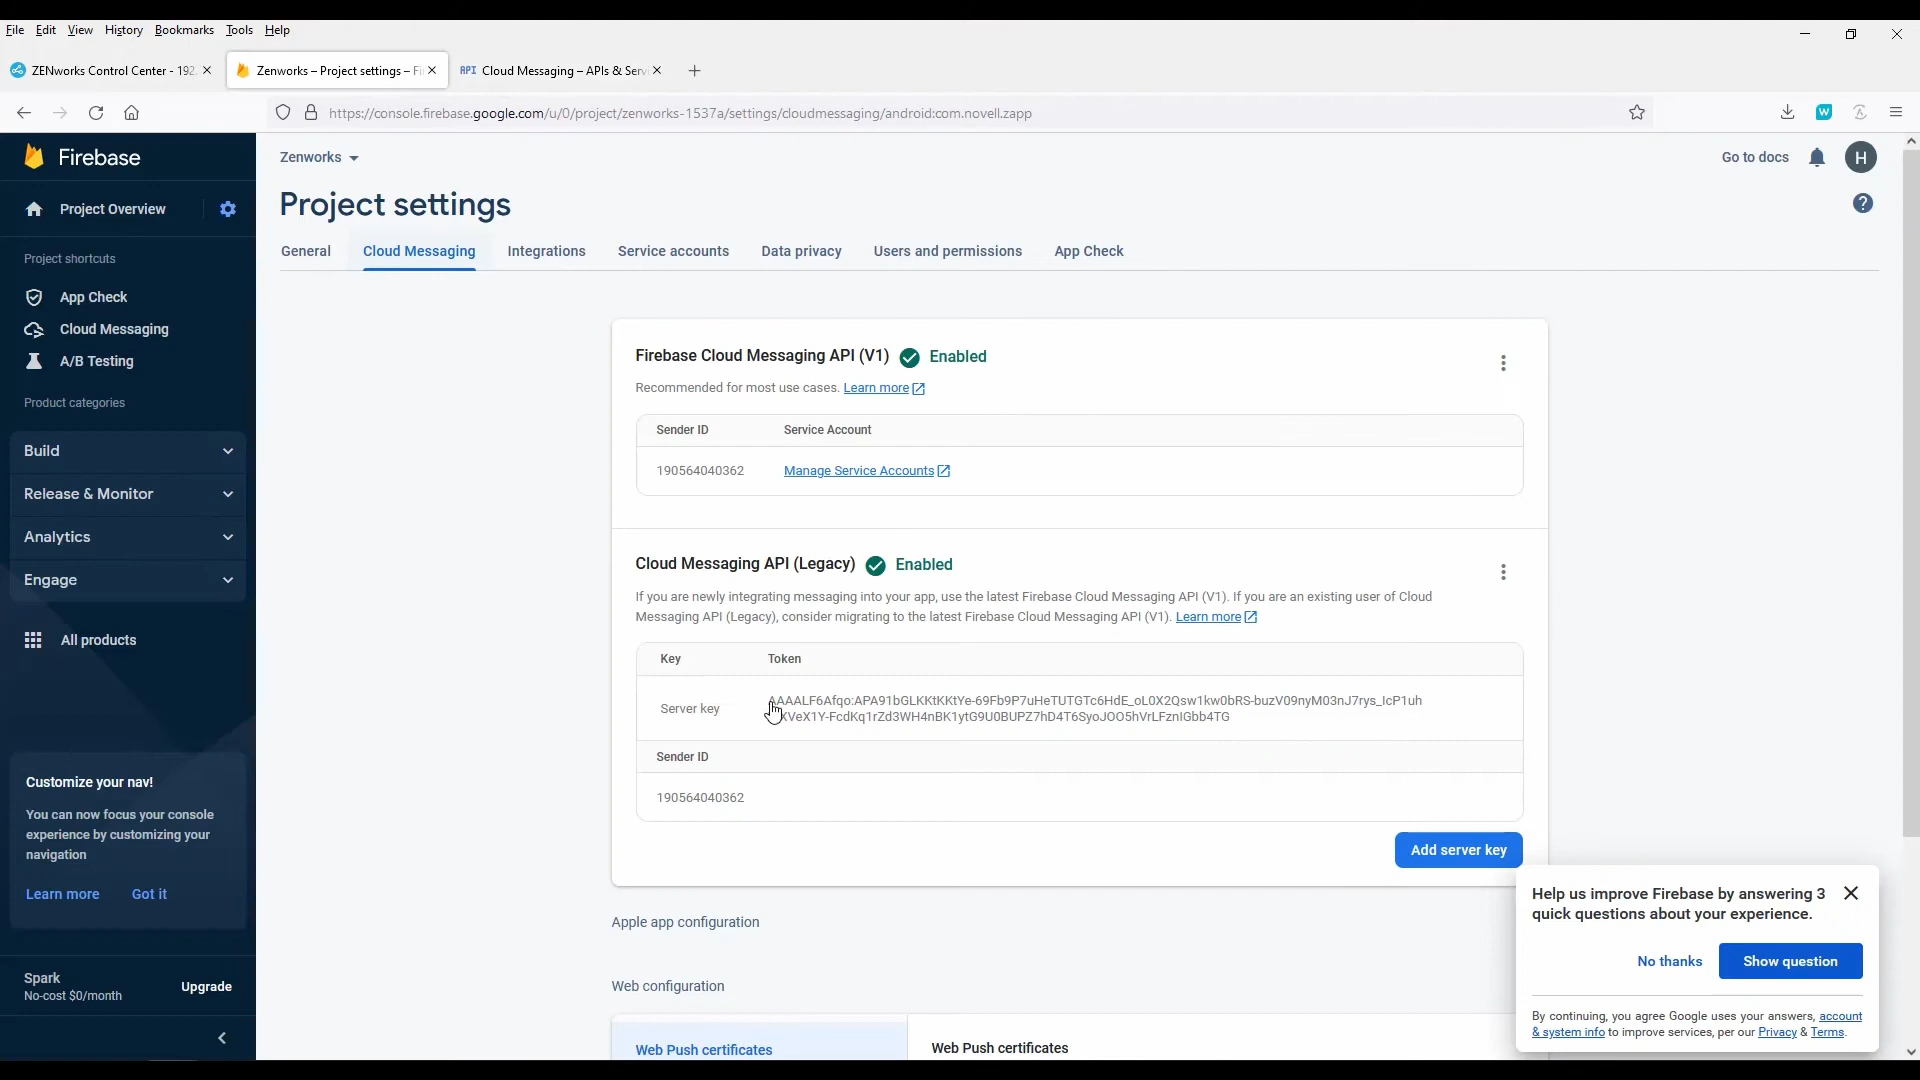 File Edit View History Bookmarks Tools Help
ZENworks Control Center - 192.
Zenworks – Project settings – Fi
API Cloud Messaging – APIs & Serv
https://console.firebase.google.com/u/0/project/zenworks-1537a/settings/cloudmessaging/android:com.novell.zapp
Firebase
Zenworks
Go to docs
H
Project Overview
Project settings
?
General Cloud Messaging Integrations Service accounts Data privacy Users and permissions App Check
Project shortcuts
App Check
Cloud Messaging
A/B Testing
Product categories
Build
Release & Monitor
Analytics
Engage
All products
Customize your nav!
You can now focus your console
experience by customizing your
navigation
Learn more Got it
Spark
No-cost $0/month
Upgrade
Firebase Cloud Messaging API (V1) Enabled
Recommended for most use cases. Learn more
Sender ID Service Account
190564040362 Manage Service Accounts
Cloud Messaging API (Legacy) Enabled
If you are newly integrating messaging into your app, use the latest Firebase Cloud Messaging API (V1). If you are an existing user of Cloud
Messaging API (Legacy), consider migrating to the latest Firebase Cloud Messaging API (V1). Learn more
Key Token
Server key
AAAALF6Afqo:APA91bGLKKtKKtYe-69Fb9P7uHeTUTGTc6HdE_oL0X2Qsw1kw0bRS-buzV09nyM03nJ7rys_IcP1uh
Sender ID
190564040362
Add server key
Apple app configuration
Web configuration
Web Push certificates
Web Push certificates
Help us improve Firebase by answering 3
quick questions about your experience.
No thanks Show question
By continuing, you agree Google uses your answers, account
& system info to improve services, per our Privacy & Terms.